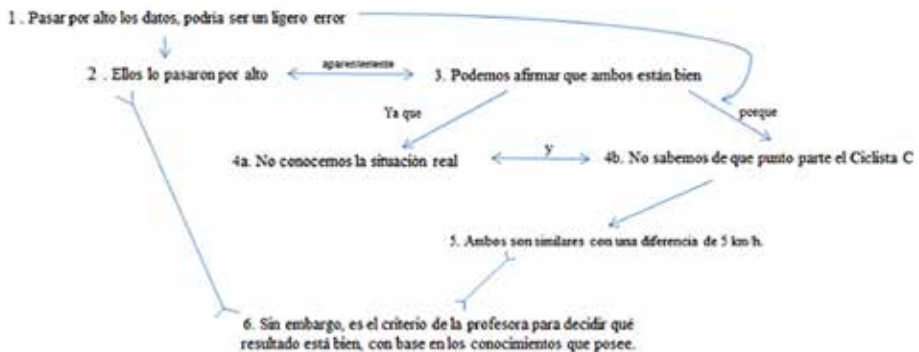 1 . Pasar por alto los datos, podría ser un ligero error
2 . Ellos lo pasaron por alto
aparentemente
3. Podemos afirmar que ambos están bien
Ya que
porque
4a. No conocemos la situación real
y
4b. No sabemos de que punto parte el Ciclista C
5. Ambos son similares con una diferencia de 5 km/h.
6. Sin embargo, es el criterio de la profesora para decidir qué
resultado está bien, con base en los conocimientos que posee.